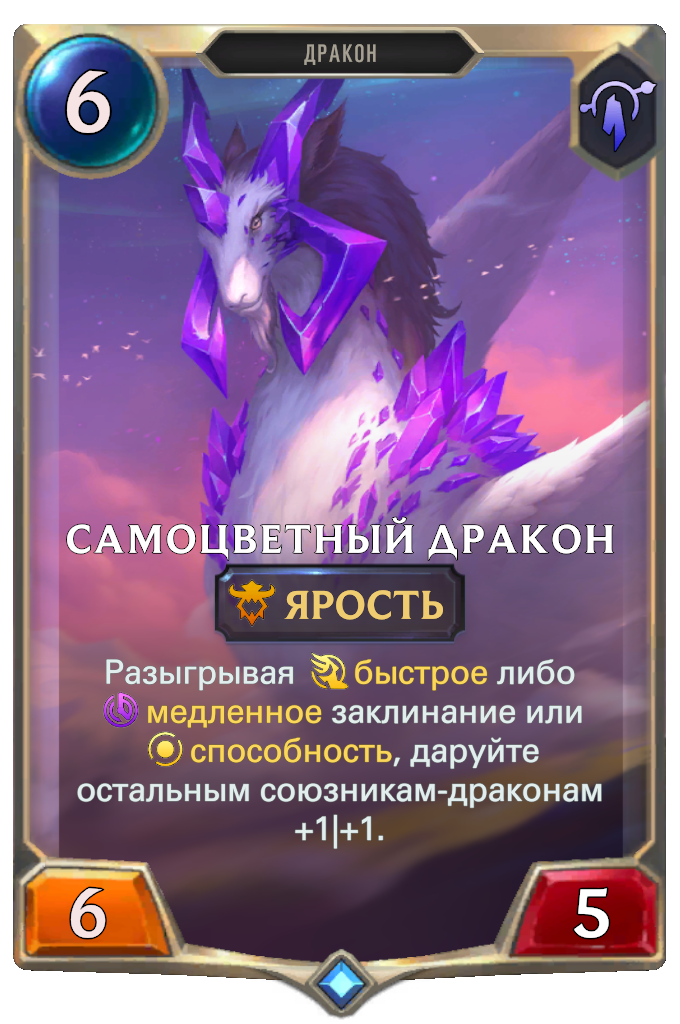 6
ДРАКОН
САМОЦВЕТНЫЙ ДРАКОН
ЯРОСТЬ
Разыгрывая быстрое либо
медленное заклинание или
способность, даруйте
остальным союзникам-драконам
+1|+1.
6
5